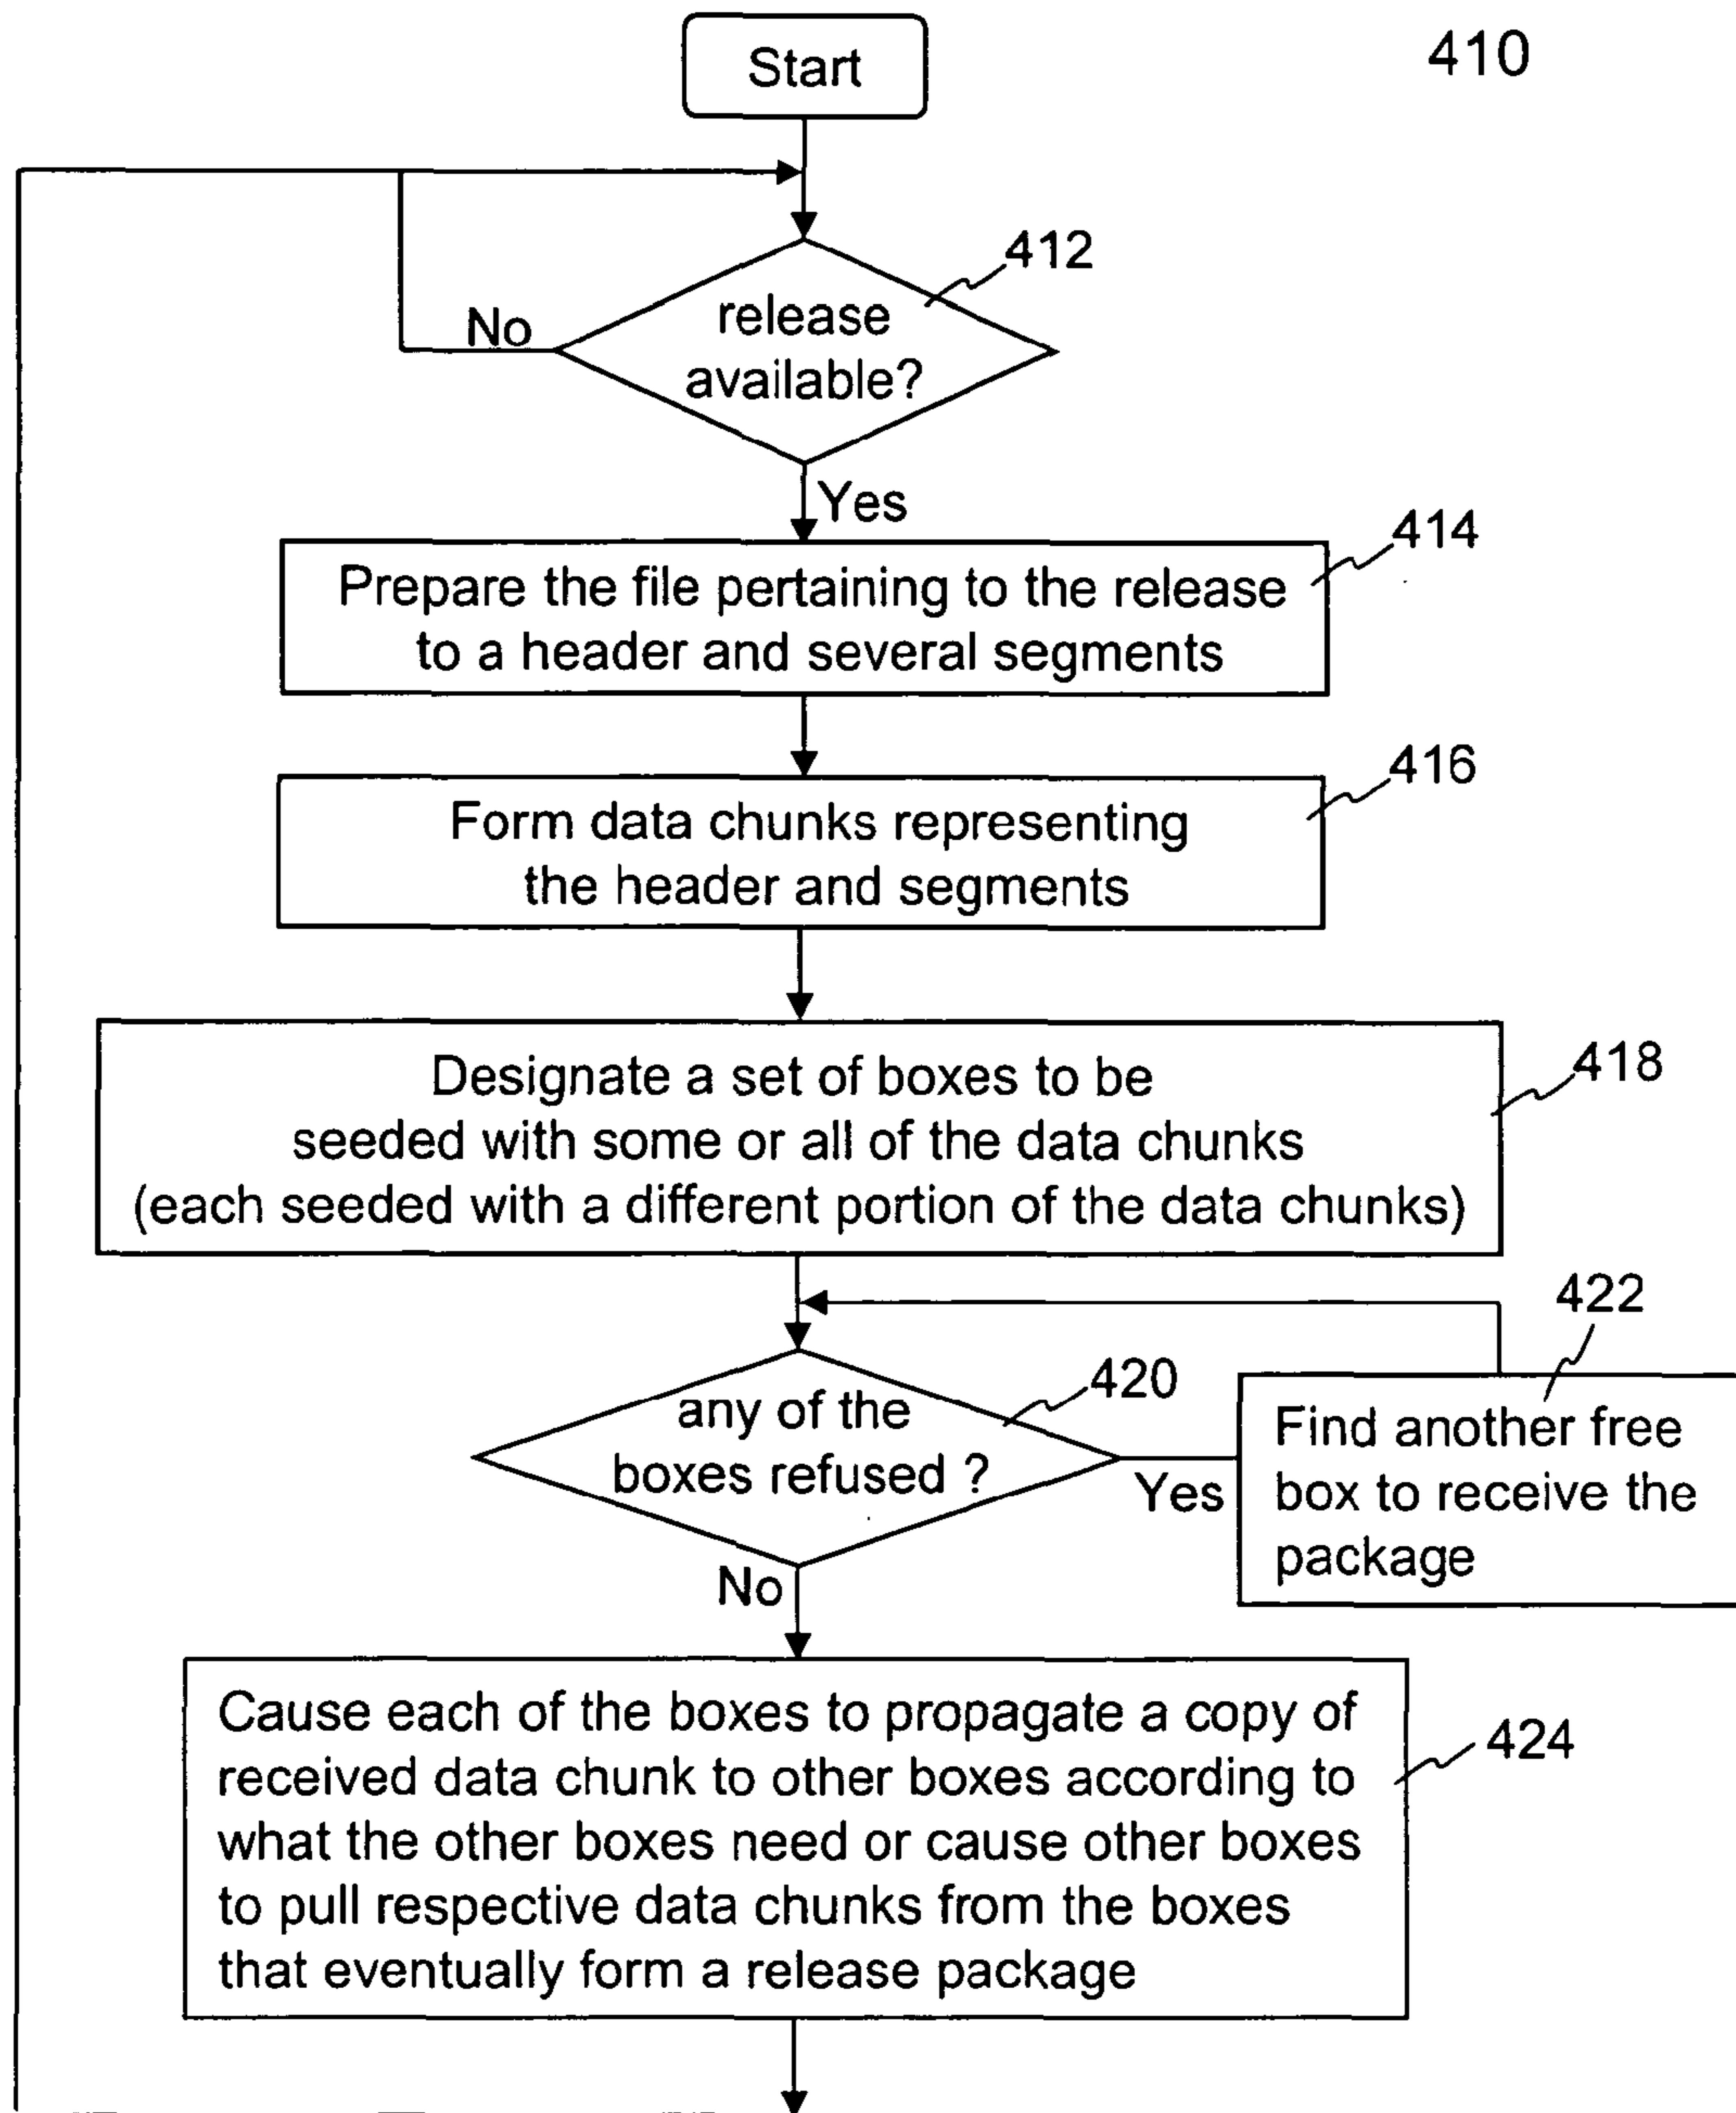 410
Start
412
release
available?
No
Yes
414
Prepare the file pertaining to the release
to a header and several segments
416
Form data chunks representing
the header and segments
418
Designate a set of boxes to be
seeded with some or all of the data chunks
(each seeded with a different portion of the data chunks)
420
any of the
boxes refused ?
Yes
422
Find another free
box to receive the
package
No
424
Cause each of the boxes to propagate a copy of
received data chunk to other boxes according to
what the other boxes need or cause other boxes
to pull respective data chunks from the boxes
that eventually form a release package